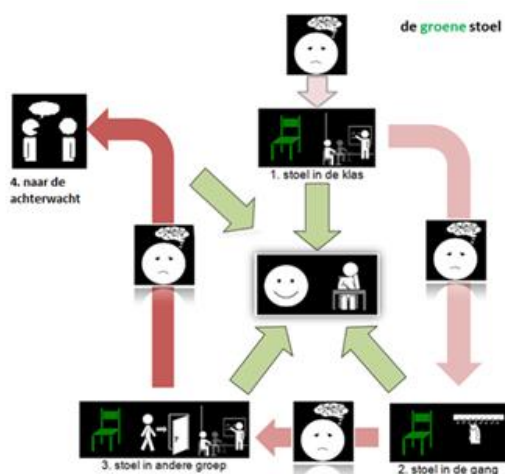 de groene stoel
1. stoel in de klas
4. naar de
achterwacht
3. stoel in andere groep
2. stoel in de gang